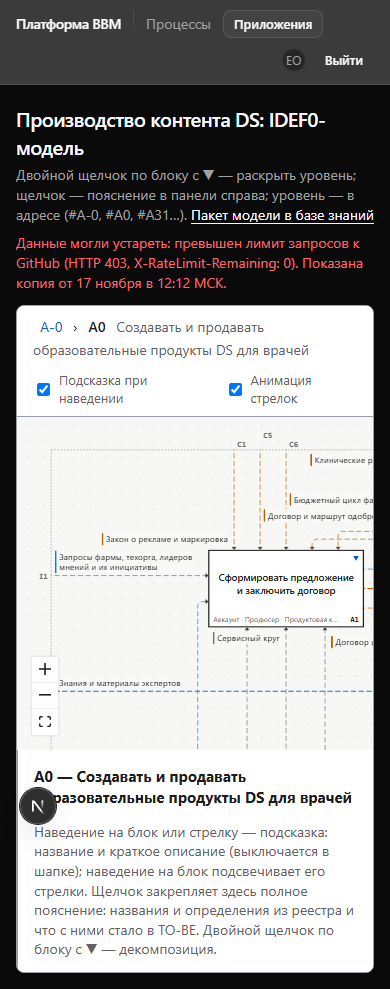 Платформа BBM
Процессы
Приложения
EO
Выйти
Производство контента DS: IDEF0-
модель
Двойной щелчок по блоку с ▼ — раскрыть уровень;
щелчок — пояснение в панели справа; уровень — в
адресе (#A-0, #A0, #A31...). Пакет модели в базе знаний
Данные могли устареть: превышен лимит запросов к
GitHub (HTTP 403, X-RateLimit-Remaining: 0). Показана
копия от 17 ноября в 12:12 МСК.
A-0 › A0 Создавать и продавать
образовательные продукты DS для врачей
Подсказка при
наведении
Анимация
стрелок
C5
C1
C6
Клинические р
Бюджетный цикл фа
Договор и маршрут одобр
Закон о рекламе и маркировка
Запросы фармы, техорга, лидеров
мнений и их инициативы
I1
▼
Сформировать предложение
и заключить договор
Аккаунт · Продюсер · Продуктовая к...
A1
Сервисный круг
Договор
+
Знания и материалы экспертов
−
A0 — Создавать и продавать
образовательные продукты DS для врачей
N
Наведение на блок или стрелку — подсказка:
название и краткое описание (выключается в
шапке); наведение на блок подсвечивает его
стрелки. Щелчок закрепляет здесь полное
пояснение: названия и определения из реестра и
что с ними стало в TO-BE. Двойной щелчок по
блоку с ▼ — декомпозиция.